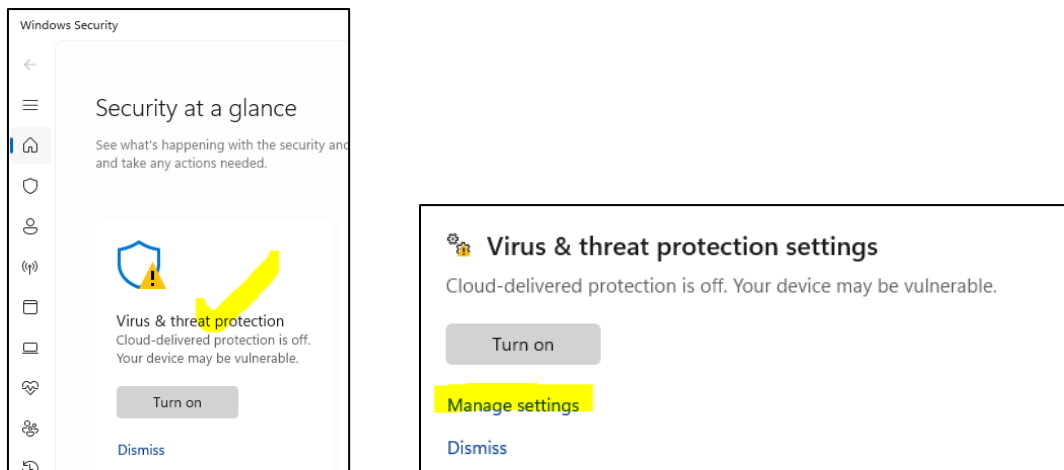 Windows Security
Security at a glance
See what's happening with the security and
and take any actions needed.
Virus & threat protection
Cloud-delivered protection is off.
Your device may be vulnerable.
Turn on
Dismiss
Virus & threat protection settings
Cloud-delivered protection is off. Your device may be vulnerable.
Turn on
Manage settings
Dismiss